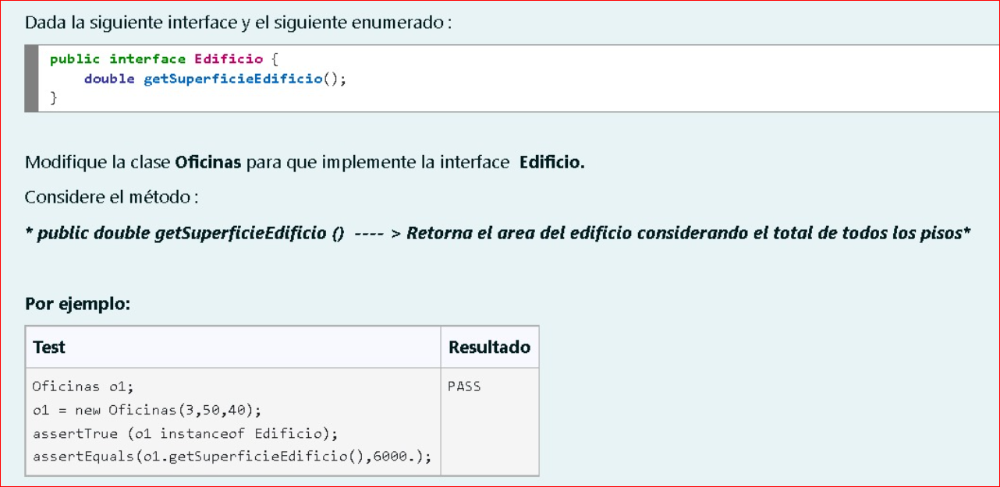 Dada la siguiente interface y el siguiente enumerado :
public interface Edificio {
double getSuperficieEdificio();
}
Modifique la clase Oficinas para que implemente la interface Edificio.
Considere el método :
* public double getSuperficieEdificio () ---- > Retorna el area del edificio considerando el total de todos los pisos*
Por ejemplo:
Test Resultado
Oficinas o1; PASS
o1 = new Oficinas(3,50,40);
assertTrue (o1 instanceof Edificio);
assertEquals(o1.getSuperficieEdificio(),6000.);